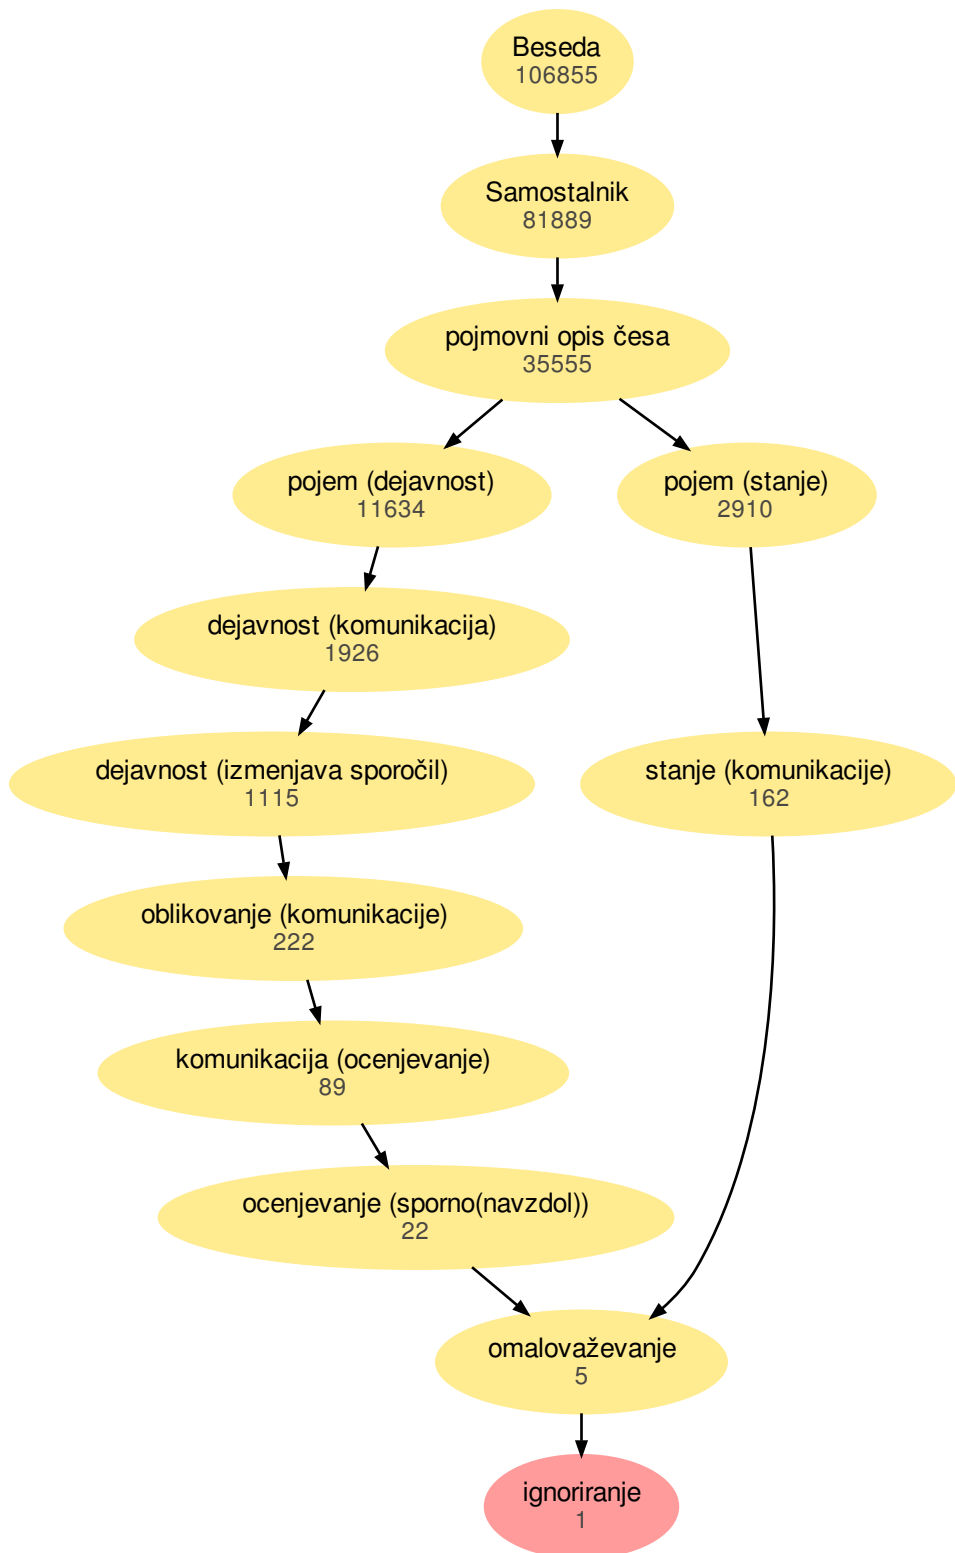 Beseda
106855
Samostalnik
81889
pojmovni opis česa
35555
pojem (dejavnost)
11634
pojem (stanje)
2910
dejavnost (komunikacija)
1926
dejavnost (izmenjava sporočil)
1115
stanje (komunikacije)
162
oblikovanje (komunikacije)
222
komunikacija (ocenjevanje)
89
ocenjevanje (sporno(navzdol))
22
omalovaževanje
5
ignoriranje
1